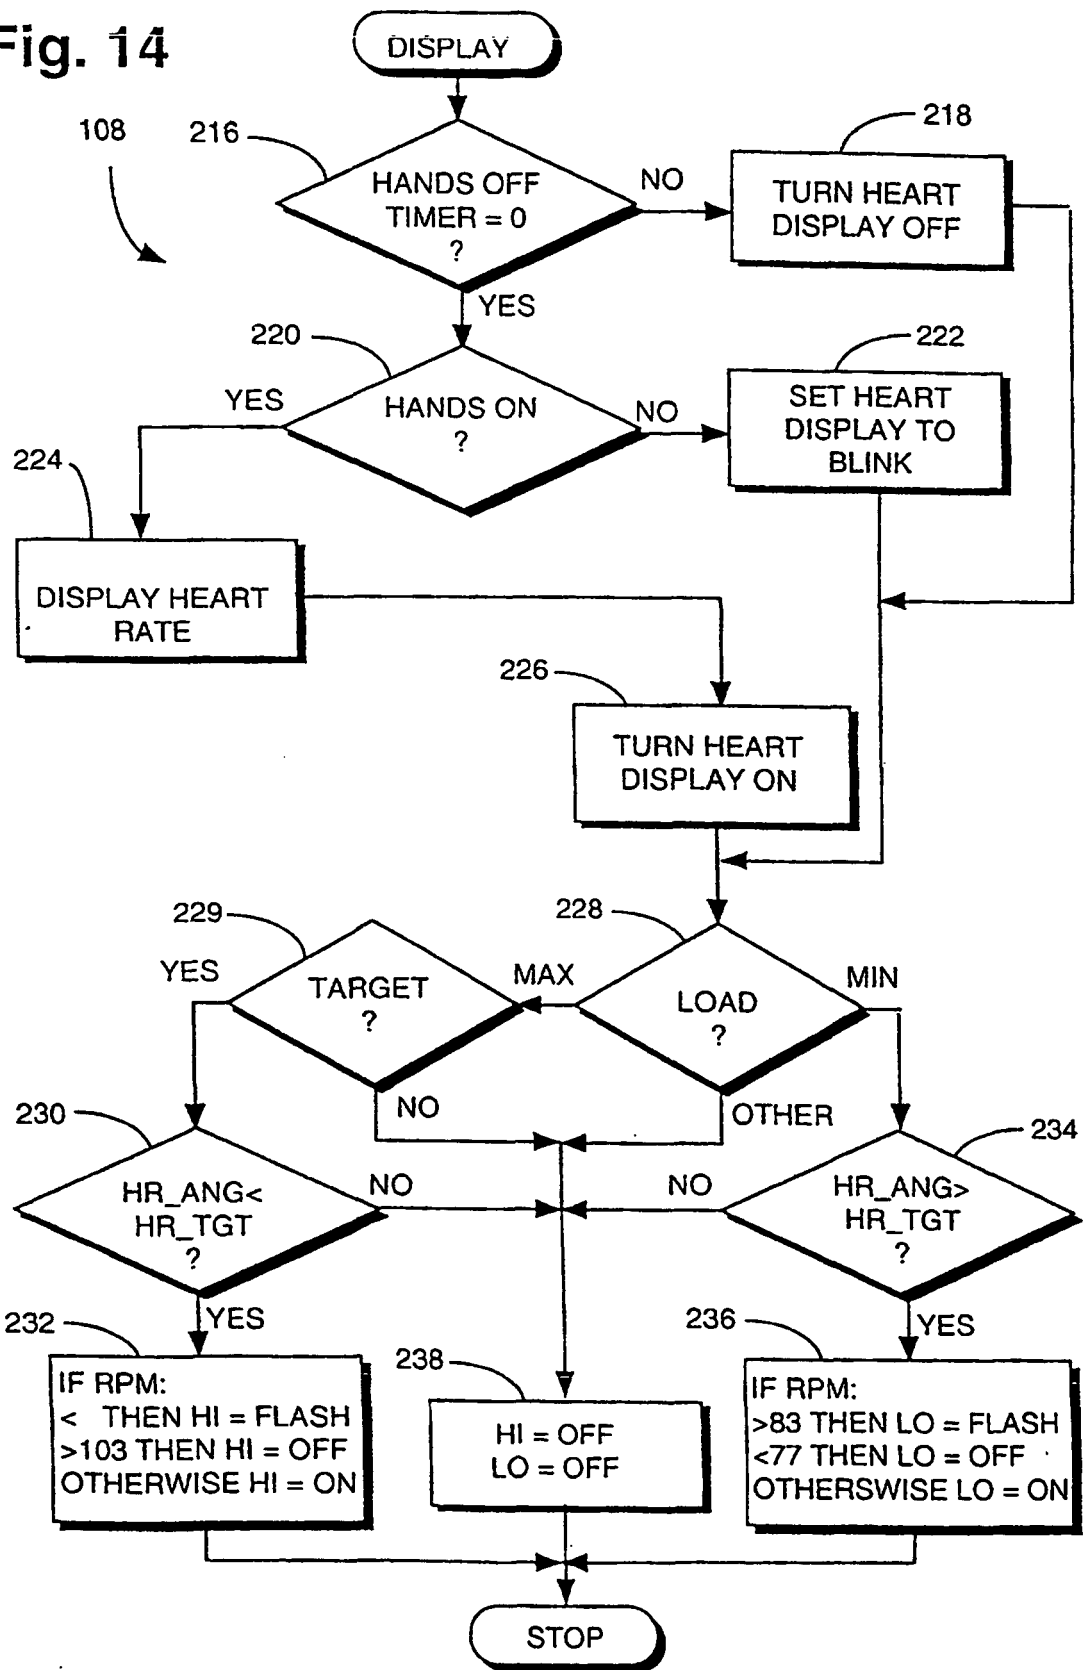 Fig. 14
DISPLAY
108
216
HANDS OFF
TIMER = 0
?
NO
218
TURN HEART
DISPLAY OFF
YES
220
HANDS ON
?
YES
NO
222
SET HEART
DISPLAY TO
BLINK
224
DISPLAY HEART
RATE
226
TURN HEART
DISPLAY ON
228
LOAD
?
MAX
MIN
OTHER
229
TARGET
?
YES
NO
230
HR_ANG<
HR_TGT
?
NO
YES
234
HR_ANG>
HR_TGT
?
NO
YES
232
IF RPM:
< THEN HI = FLASH
>103 THEN HI = OFF
OTHERWISE HI = ON
238
HI = OFF
LO = OFF
236
IF RPM:
>83 THEN LO = FLASH
<77 THEN LO = OFF
OTHERSWISE LO = ON
STOP